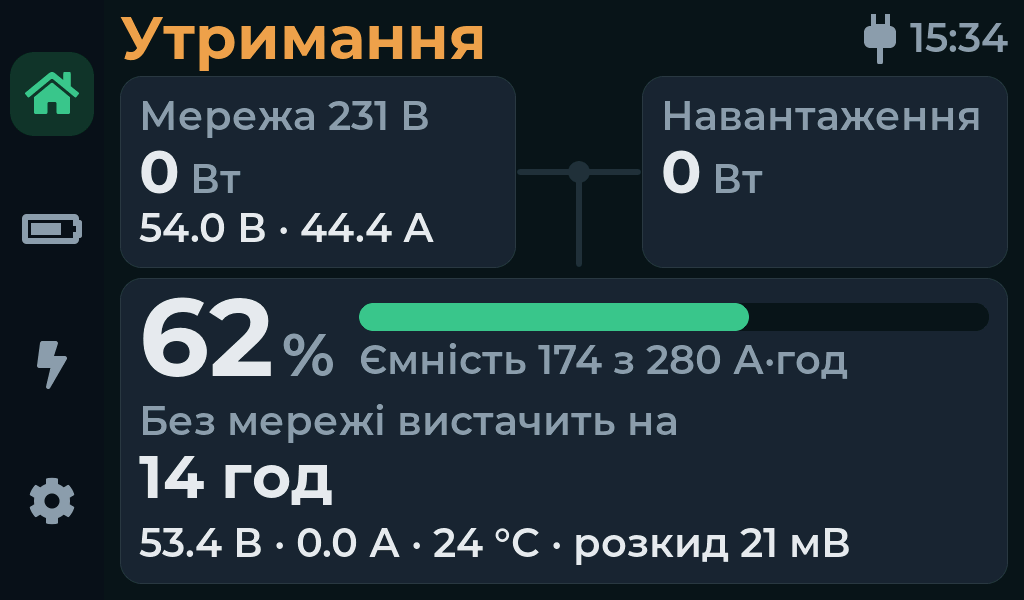 Утримання
15:34
Мережа 231 В
0 Вт
54.0 В · 44.4 А
Навантаження
0 Вт
62 %
Ємність 174 з 280 А·год
Без мережі вистачить на
14 год
53.4 В · 0.0 А · 24 °C · розкид 21 мВ